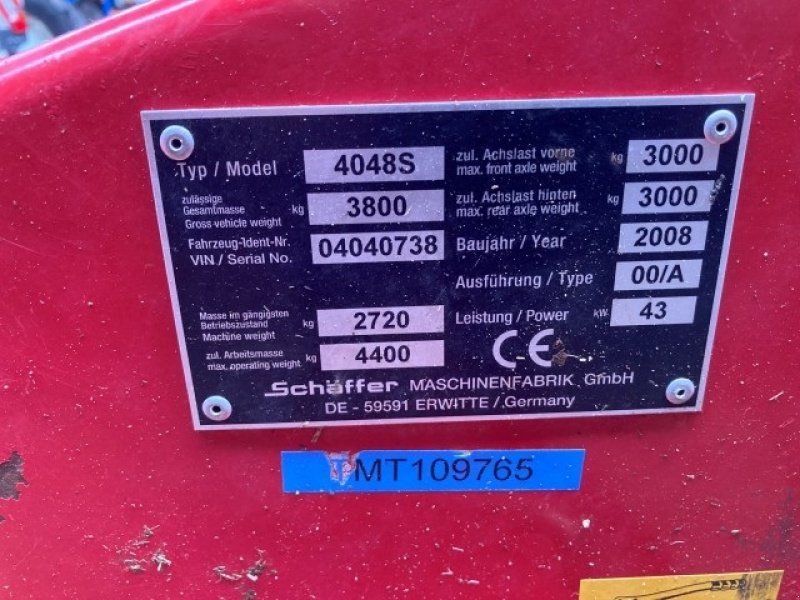 Typ / Model 4048S
zulässige
Gesamtmasse kg 3800
Gross vehicle weight
Fahrzeug-Ident-Nr. 04040738
VIN / Serial No.
Masse im gängigsten
Betriebszustand kg 2720
Machine weight
zul. Arbeitsmasse kg 4400
max. operating weight
zul. Achslast vorne kg 3000
max. front axle weight
zul. Achslast hinten kg 3000
max. rear axle weight
Baujahr / Year 2008
Ausführung / Type 00/A
Leistung / Power kW 43
CE
Schäffer MASCHINENFABRIK GmbH
DE - 59591 ERWITTE / Germany
MT109765